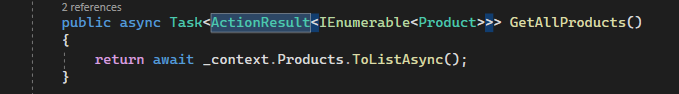 2 references
public async Task<ActionResult<IEnumerable<Product>>> GetAllProducts()
{
return await _context.Products.ToListAsync();
}